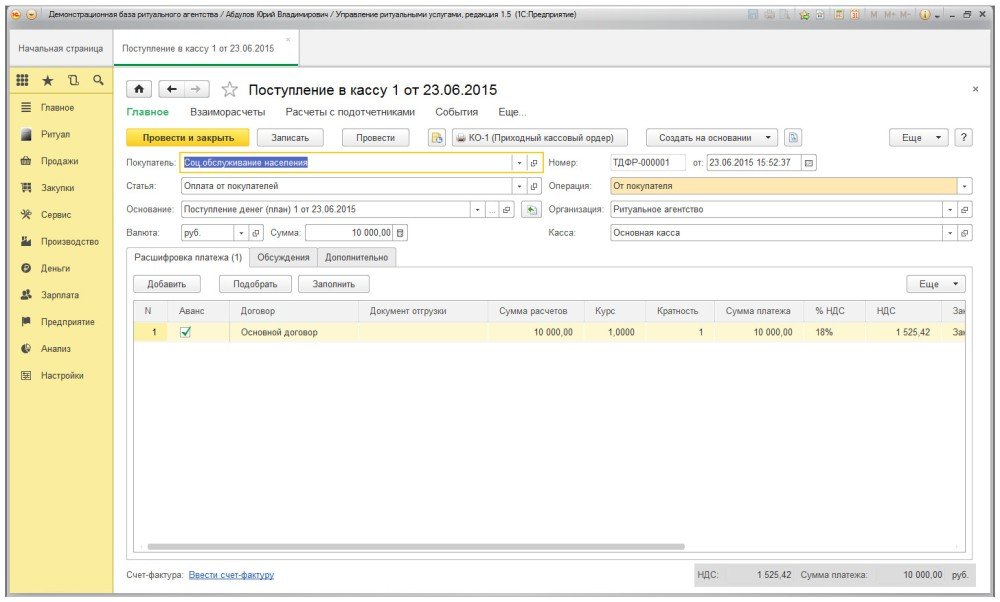 Демонстрационная база ритуального агентства / Абдулов Юрий Владимирович / Управление ритуальными услугами, редакция 1.5 (1С:Предприятие)
M M+ M-
Начальная страница
Поступление в кассу 1 от 23.06.2015
Главное
Ритуал
Продажи
Закупки
Сервис
Производство
Деньги
Зарплата
Предприятие
Анализ
Настройки
Поступление в кассу 1 от 23.06.2015
Главное Взаиморасчеты Расчеты с подотчетниками События Еще...
Провести и закрыть Записать Провести КО-1 (Приходный кассовый ордер) Создать на основании Еще ?
Покупатель: Соц.обслуживание населения Номер: ТДФР-000001 от: 23.06.2015 15:52:37
Статья: Оплата от покупателей Операция: От покупателя
Основание: Поступление денег (план) 1 от 23.06.2015 ... Организация: Ритуальное агентство
Валюта: руб. Сумма: 10 000,00 Касса: Основная касса
Расшифровка платежа (1) Обсуждения Дополнительно
Добавить Подобрать Заполнить Еще
N Аванс Договор Документ отгрузки Сумма расчетов Курс Кратность Сумма платежа % НДС НДС Зак
1 Основной договор 10 000,00 1,0000 1 10 000,00 18% 1 525,42 Зак
Счет-фактура: Ввести счет-фактуру НДС: 1 525,42 Сумма платежа: 10 000,00 руб.